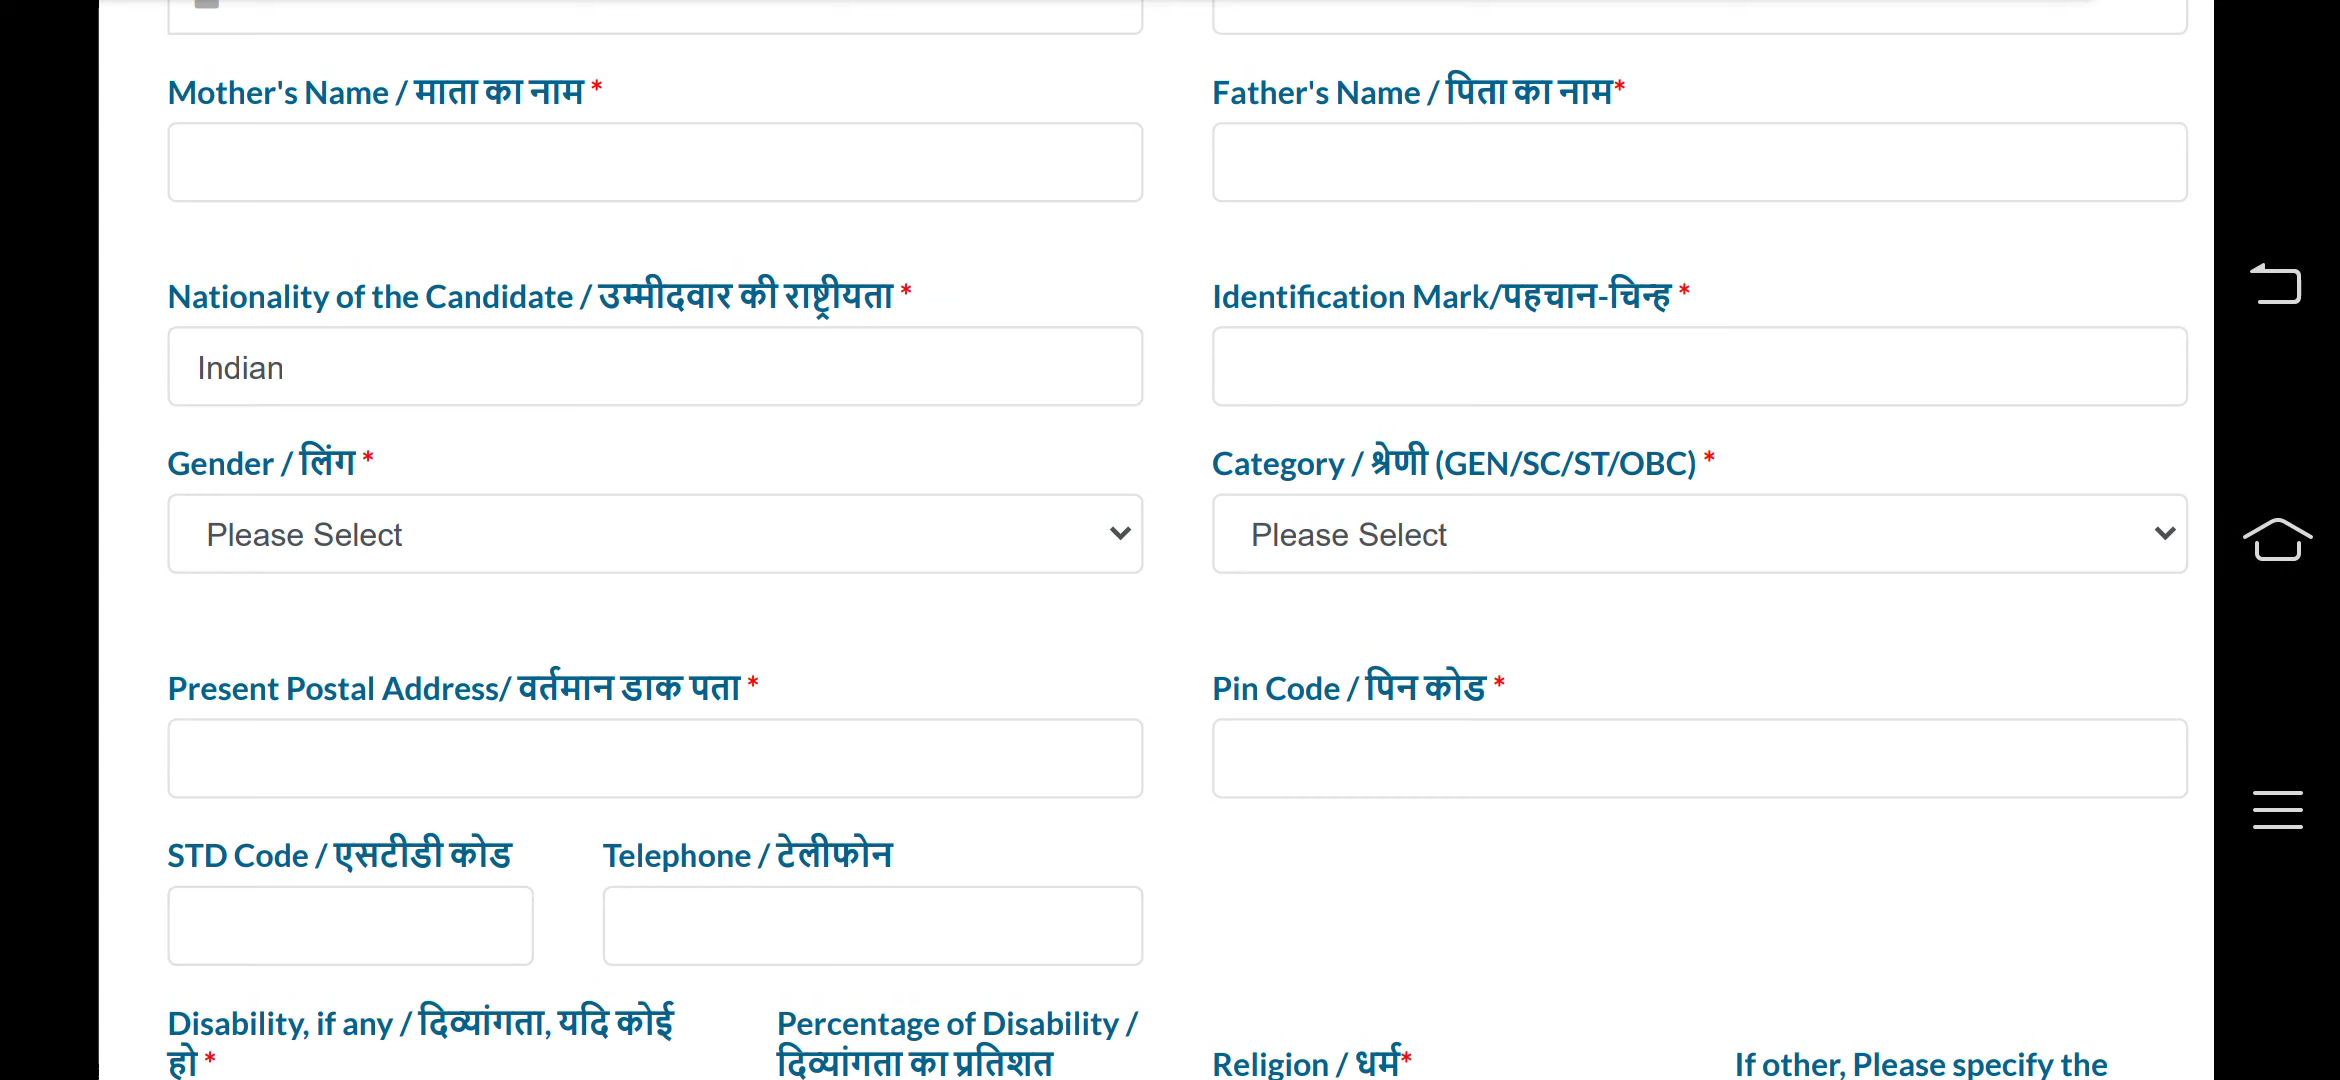 Mother's Name / माता का नाम *
Father's Name / पिता का नाम*
Nationality of the Candidate / उम्मीदवार की राष्ट्रीयता *
Identification Mark/पहचान-चिन्ह *
Indian
Gender / लिंग *
Category / श्रेणी (GEN/SC/ST/OBC) *
Please Select
Please Select
Present Postal Address/ वर्तमान डाक पता *
Pin Code / पिन कोड *
STD Code / एसटीडी कोड
Telephone / टेलीफोन
Disability, if any / दिव्यांगता, यदि कोई
हो *
Percentage of Disability /
दिव्यांगता का प्रतिशत
Religion / धर्म*
If other, Please specify the